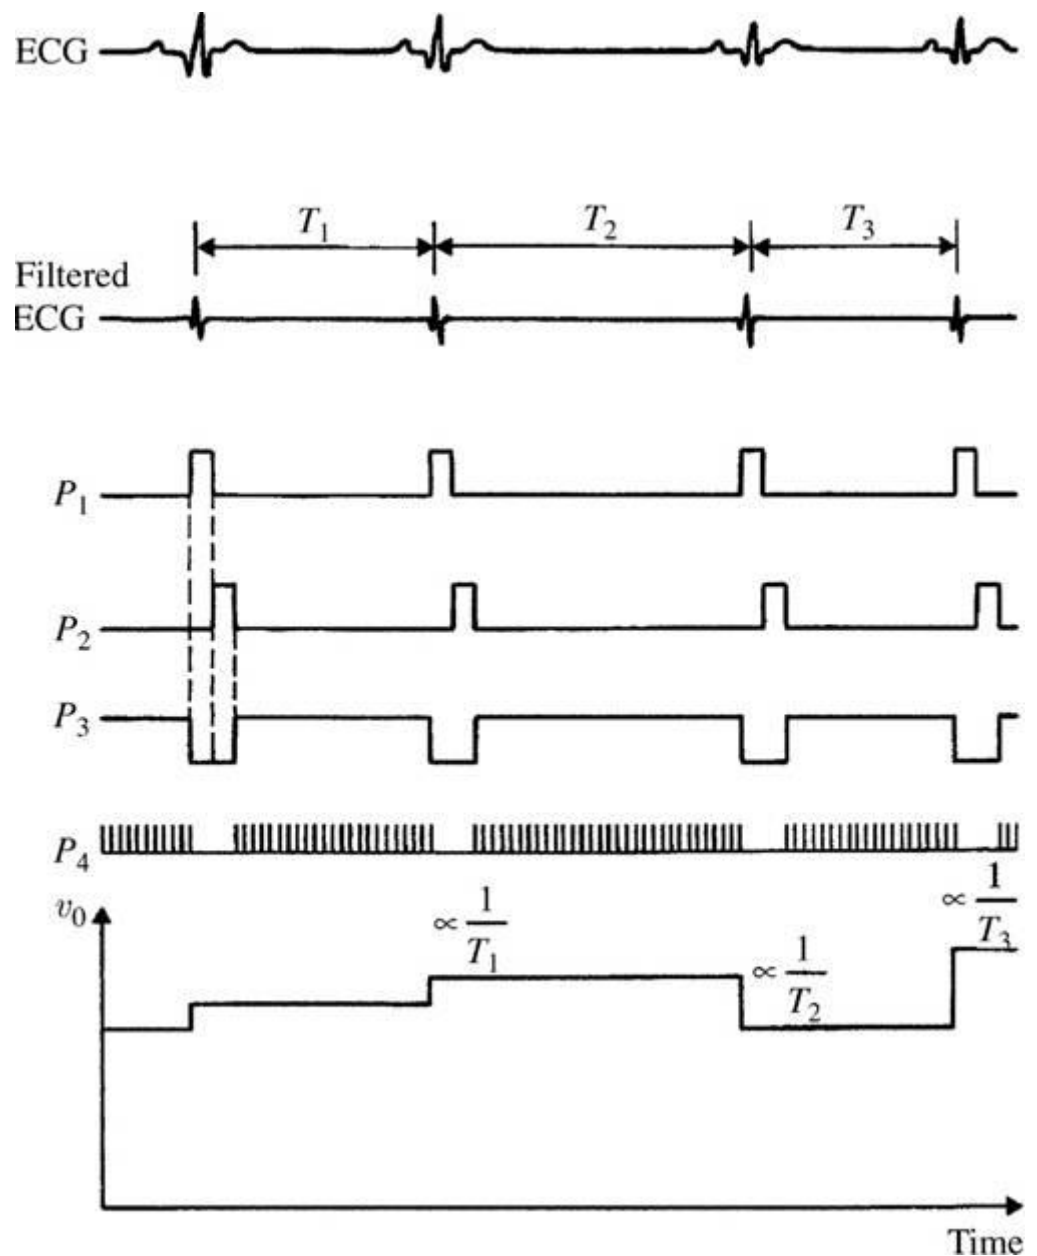 ECG
T₁ T₂ T₃
Filtered
ECG
P₁
P₂
P₃
P₄
v₀
∝ 1/T₁
∝ 1/T₂
∝ 1/T₃
Time